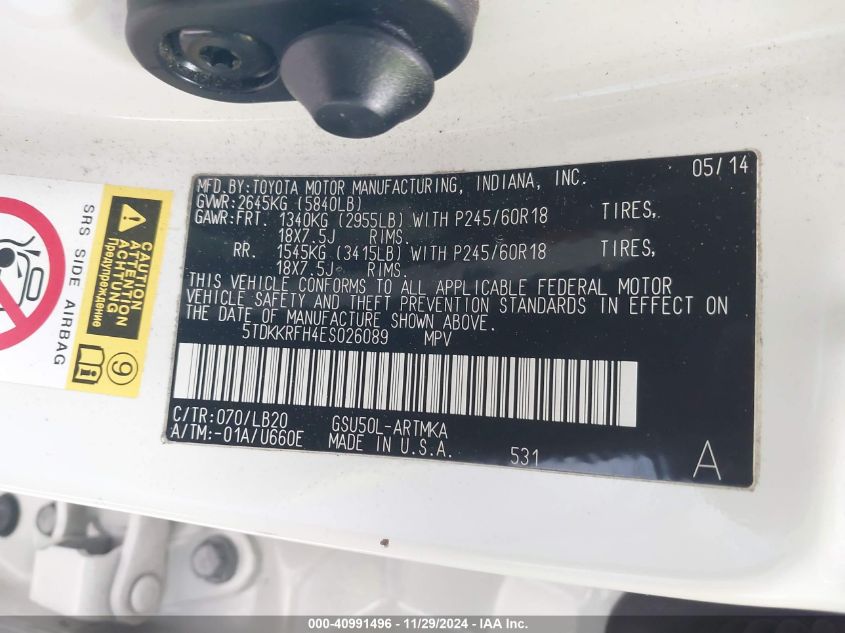 MFD.BY:TOYOTA MOTOR MANUFACTURING, INDIANA, INC. 05/14
GVWR:2645KG (5840LB)
GAWR:FRT. 1340KG (2955LB) WITH P245/60R18 TIRES,
18X7.5J RIMS.
RR. 1545KG (3415LB) WITH P245/60R18 TIRES,
18X7.5J RIMS.
THIS VEHICLE CONFORMS TO ALL APPLICABLE FEDERAL MOTOR
VEHICLE SAFETY AND THEFT PREVENTION STANDARDS IN EFFECT ON
THE DATE OF MANUFACTURE SHOWN ABOVE.
5TDKKRFH4ES026089 MPV
C/TR:070/LB20 GSU50L-ARTMKA
A/TM:-01A/U660E MADE IN U.S.A. 531 A
SRS SIDE AIRBAG
CAUTION
ATTENTION
ACHTUNG
Предупреждение
9
000-40991496 - 11/29/2024 - IAA Inc.